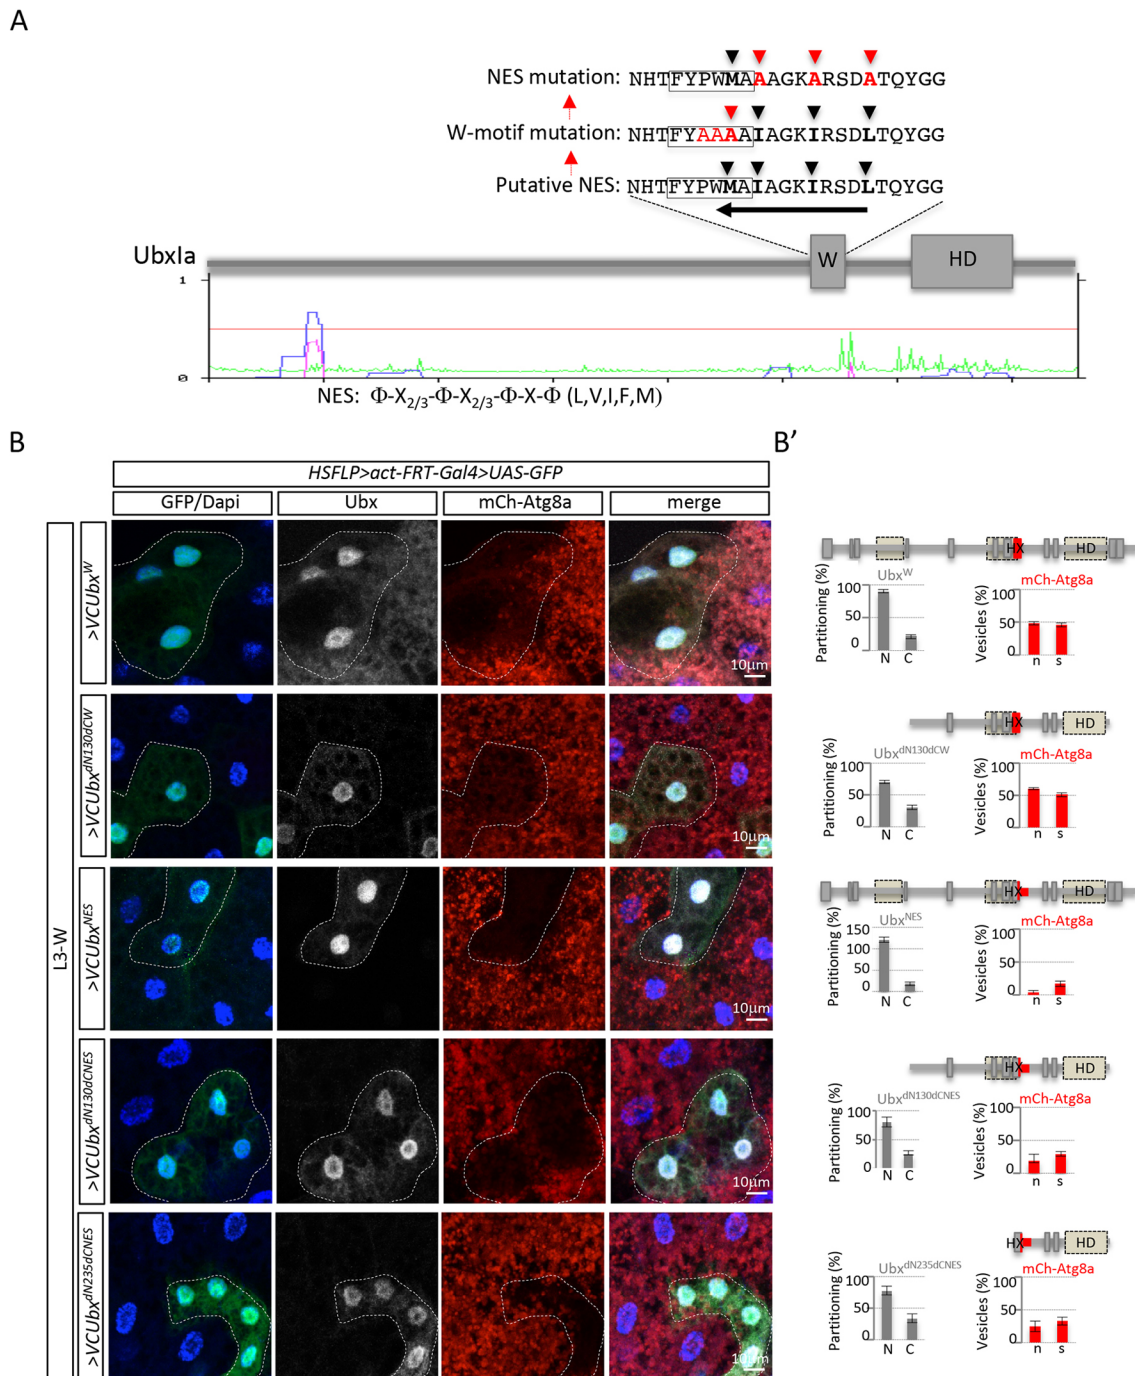 A
NES mutation: NHTFYPWMAAAGKARSDATQYGG
W-motif mutation: NHTFYAAAAIAGKIRSDLTQYGG
Putative NES: NHTFYPWMAIAGKIRSDLTQYGG
UbxIa
W
HD
1
0
NES: Φ-X2/3-Φ-X2/3-Φ-X-Φ (L,V,I,F,M)
B
B'
HSFLP>act-FRT-Gal4>UAS-GFP
GFP/Dapi Ubx mCh-Atg8a merge
L3-W
>VCUbxW
10μm
HX HD
Partitioning (%)
UbxW
100
50
0
N C
Vesicles (%)
mCh-Atg8a
100
50
0
n s
>VCUbxdN130dCW
10μm
HX HD
Partitioning (%)
UbxdN130dCW
100
50
0
N C
Vesicles (%)
mCh-Atg8a
100
50
0
n s
>VCUbxNES
10μm
HX HD
Partitioning (%)
UbxNES
150
100
50
0
N C
Vesicles (%)
mCh-Atg8a
100
50
0
n s
>VCUbxdN130dCNES
10μm
HX HD
Partitioning (%)
UbxdN130dCNES
100
50
0
N C
Vesicles (%)
mCh-Atg8a
100
50
0
n s
>VCUbxdN235dCNES
10μm
HX HD
Partitioning (%)
UbxdN235dCNES
100
50
0
N C
Vesicles (%)
mCh-Atg8a
100
50
0
n s